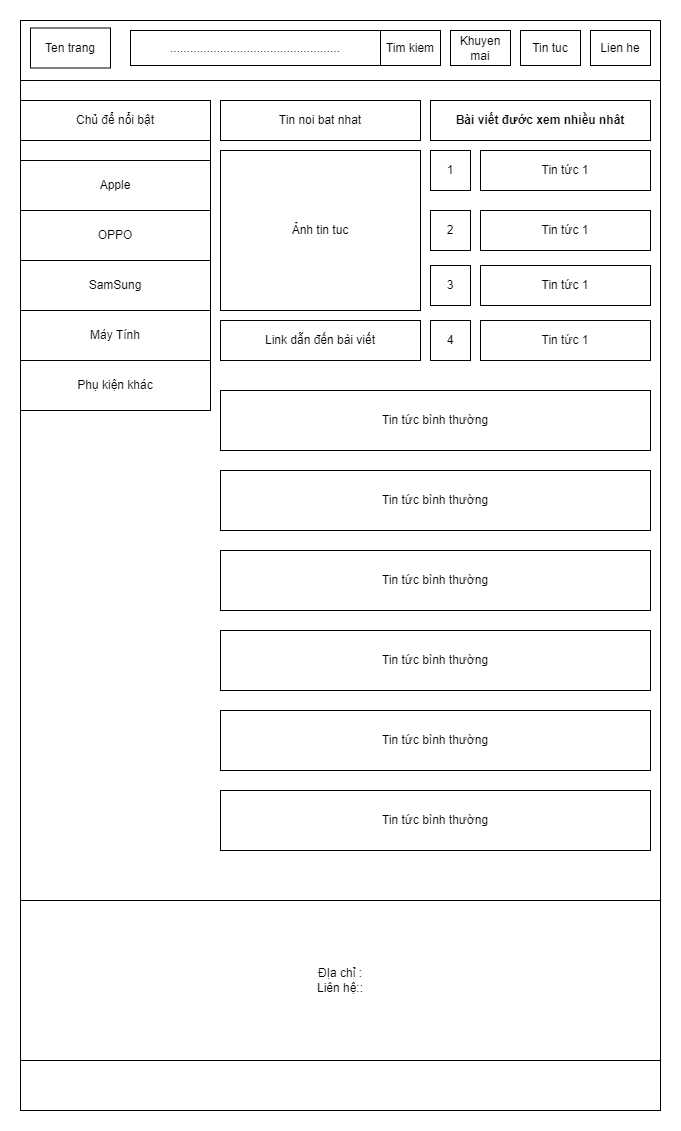 Ten trang
...................................................
Tim kiem
Khuyen
mai
Tin tuc
Lien he
Chủ để nổi bật
Tin noi bat nhat
Bài viết đước xem nhiều nhât
Apple
OPPO
SamSung
Máy Tính
Phụ kiện khác
Ảnh tin tuc
Link dẫn đến bài viết
1
Tin tức 1
2
Tin tức 1
3
Tin tức 1
4
Tin tức 1
Tin tức bình thường
Tin tức bình thường
Tin tức bình thường
Tin tức bình thường
Tin tức bình thường
Tin tức bình thường
Địa chỉ :
Liên hệ::